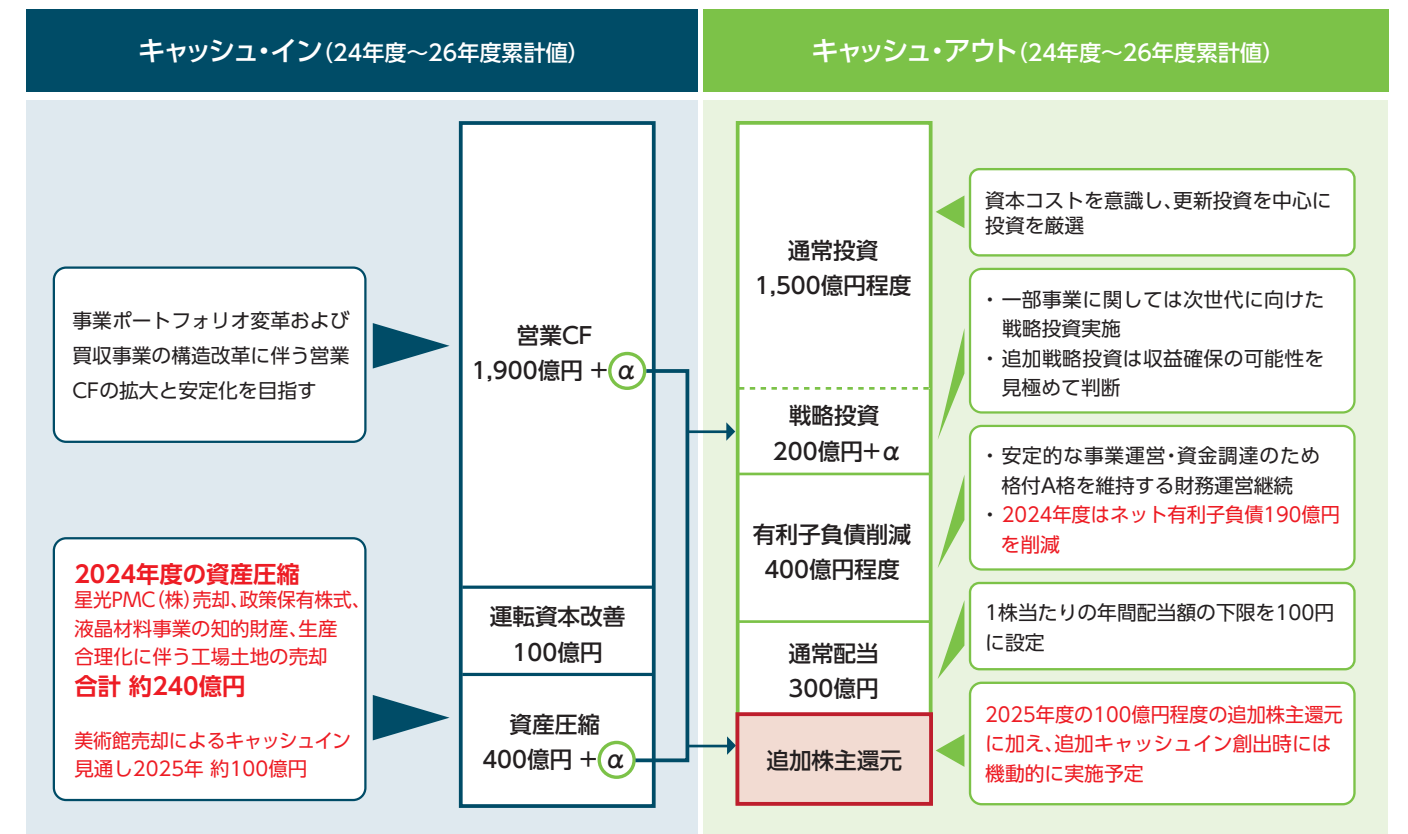 キャッシュ・イン（24年度〜26年度累計値）
事業ポートフォリオ変革および
買収事業の構造改革に伴う営業
CFの拡大と安定化を目指す
2024年度の資産圧縮
星光PMC（株）売却、政策保有株式、
液晶材料事業の知的財産、生産
合理化に伴う工場土地の売却
合計 約240億円
美術館売却によるキャッシュイン
見通し2025年 約100億円
営業CF
1,900億円 + α
運転資本改善
100億円
資産圧縮
400億円 + α
キャッシュ・アウト（24年度〜26年度累計値）
通常投資
1,500億円程度
戦略投資
200億円+α
有利子負債削減
400億円程度
通常配当
300億円
追加株主還元
資本コストを意識し、更新投資を中心に
投資を厳選
・一部事業に関しては次世代に向けた
戦略投資実施
・追加戦略投資は収益確保の可能性を
見極めて判断
・安定的な事業運営・資金調達のため
格付A格を維持する財務運営継続
・2024年度はネット有利子負債190億円
を削減
1株当たりの年間配当額の下限を100円
に設定
2025年度の100億円程度の追加株主還元
に加え、追加キャッシュイン創出時には
機動的に実施予定